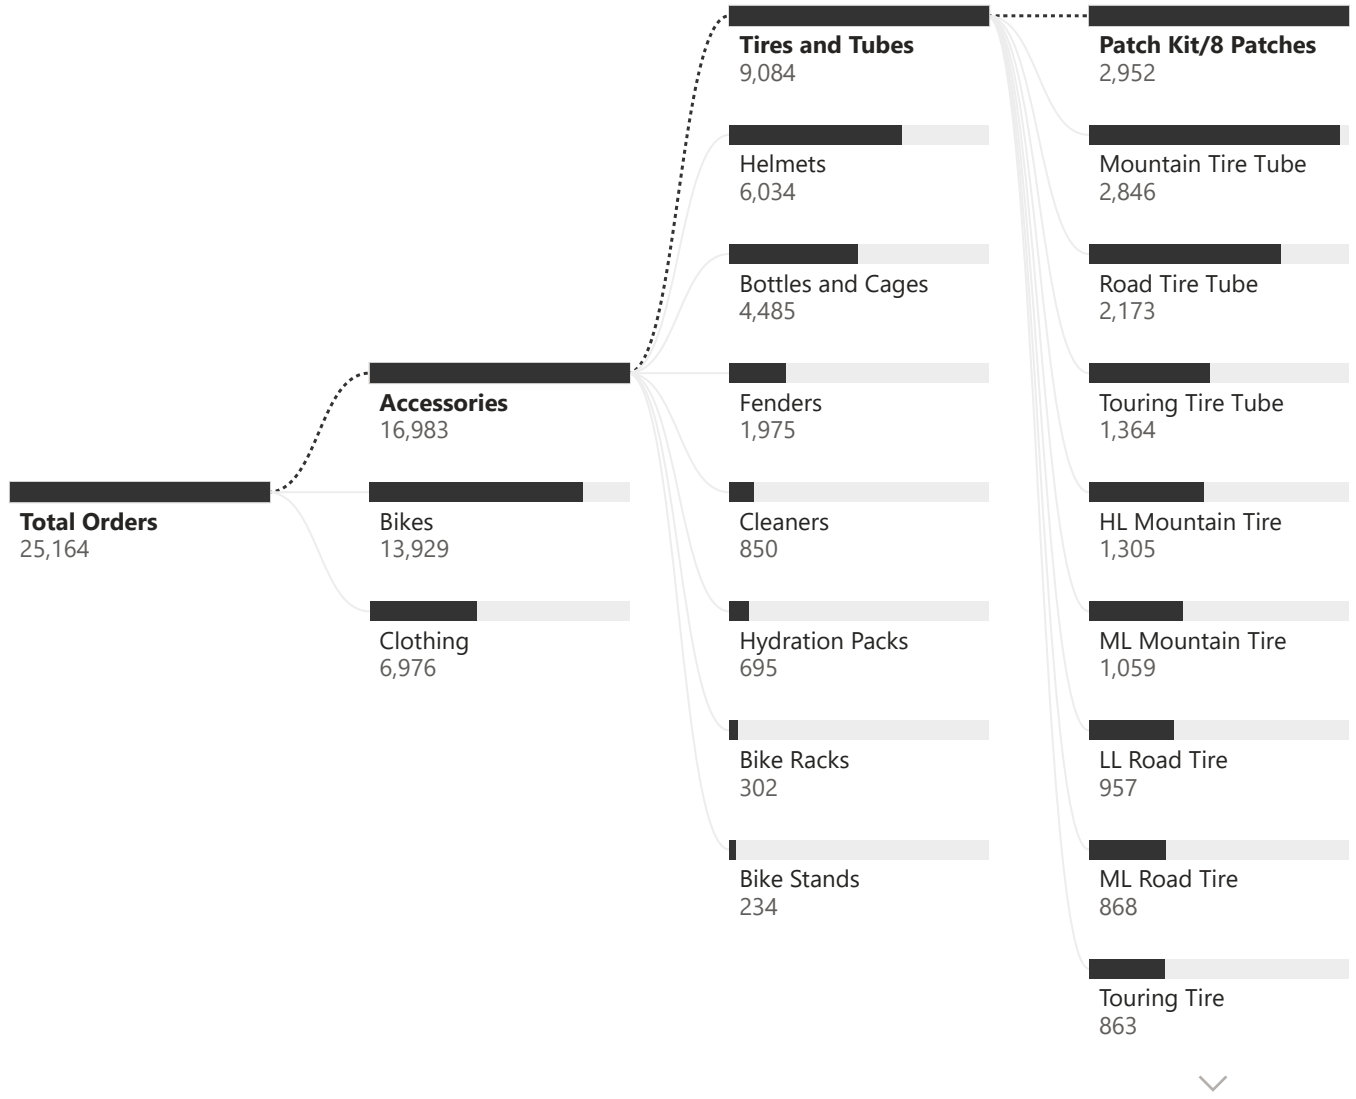 Total Orders
25,164
Accessories
16,983
Bikes
13,929
Clothing
6,976
Tires and Tubes
9,084
Helmets
6,034
Bottles and Cages
4,485
Fenders
1,975
Cleaners
850
Hydration Packs
695
Bike Racks
302
Bike Stands
234
Patch Kit/8 Patches
2,952
Mountain Tire Tube
2,846
Road Tire Tube
2,173
Touring Tire Tube
1,364
HL Mountain Tire
1,305
ML Mountain Tire
1,059
LL Road Tire
957
ML Road Tire
868
Touring Tire
863